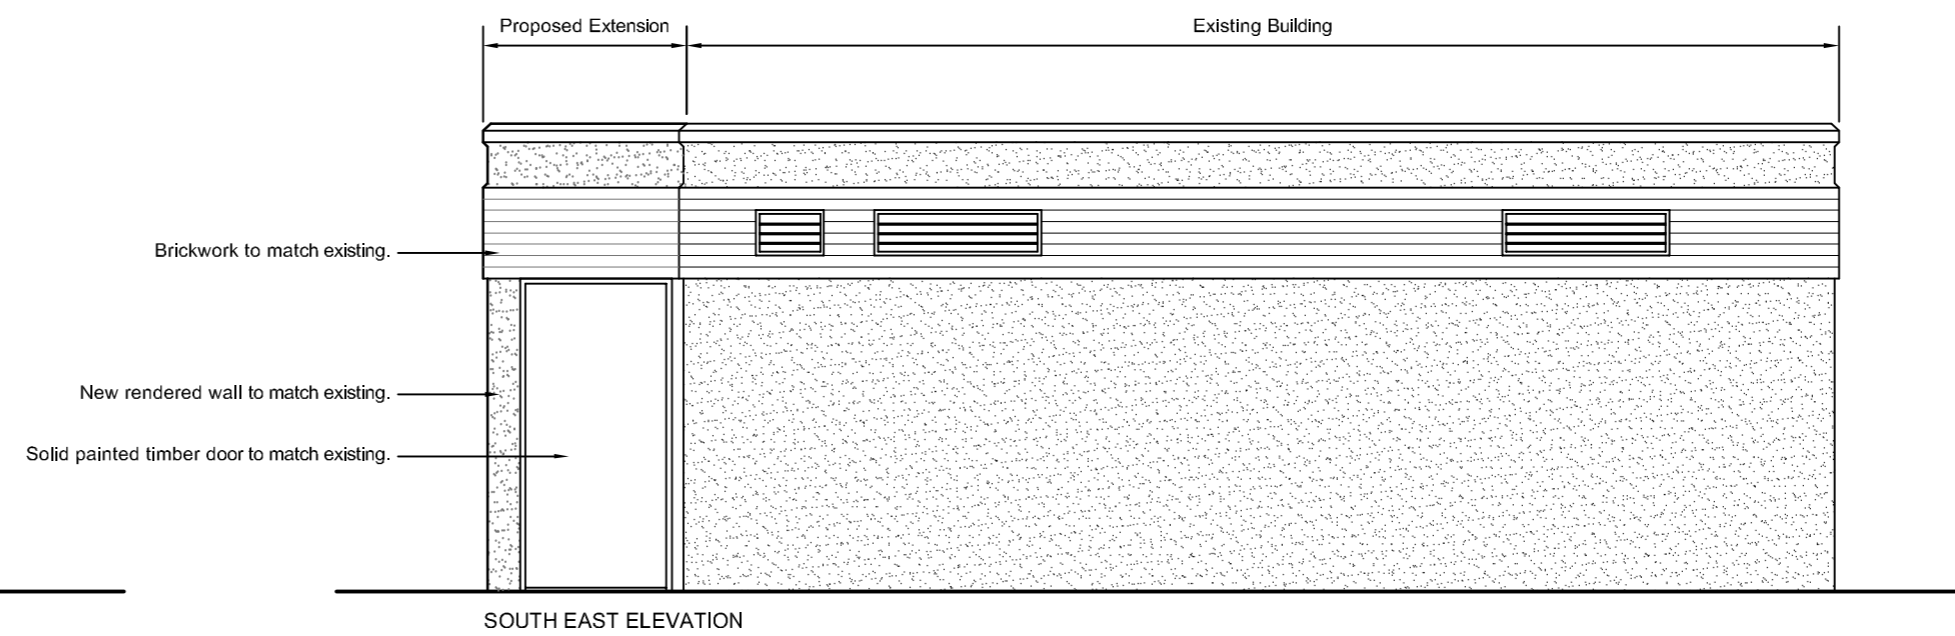 Proposed Extension
Existing Building
Brickwork to match existing.
New rendered wall to match existing.
Solid painted timber door to match existing.
SOUTH EAST ELEVATION